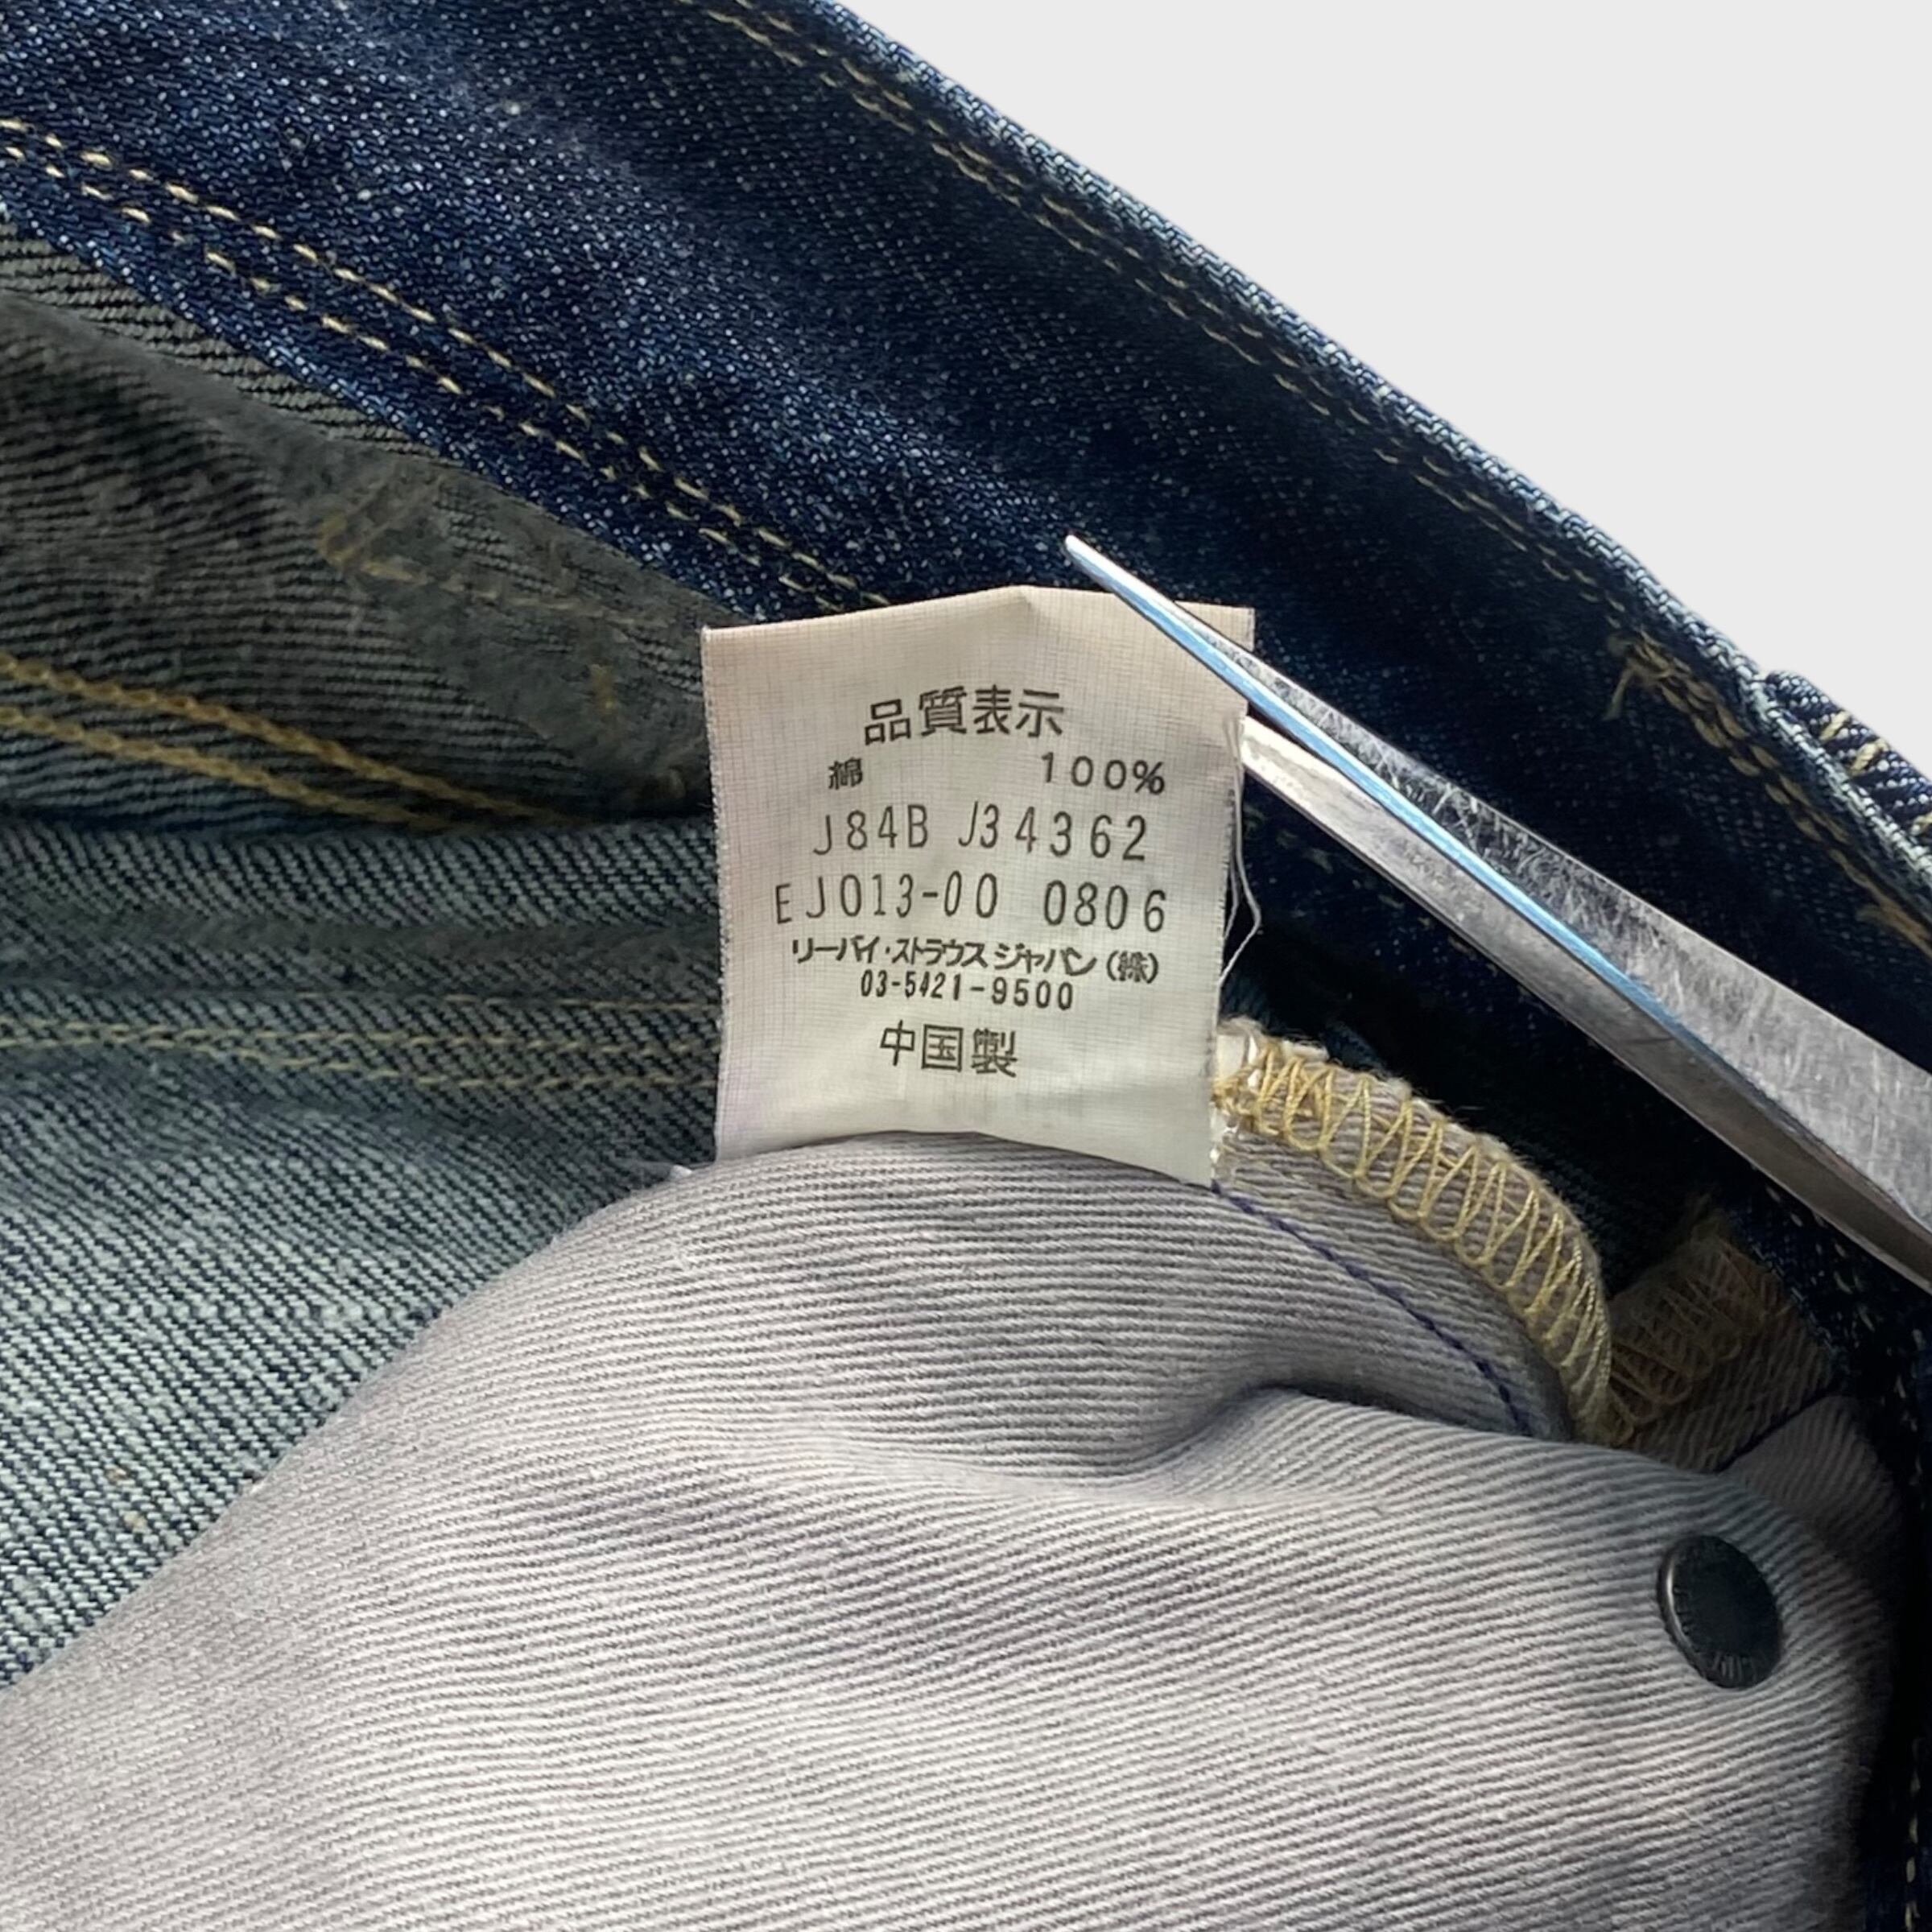 品質表示
綿 100%
J84B J34362
EJ013-00 0806
リーバイ・ストラウス ジャパン(株)
03-5421-9500
中国製